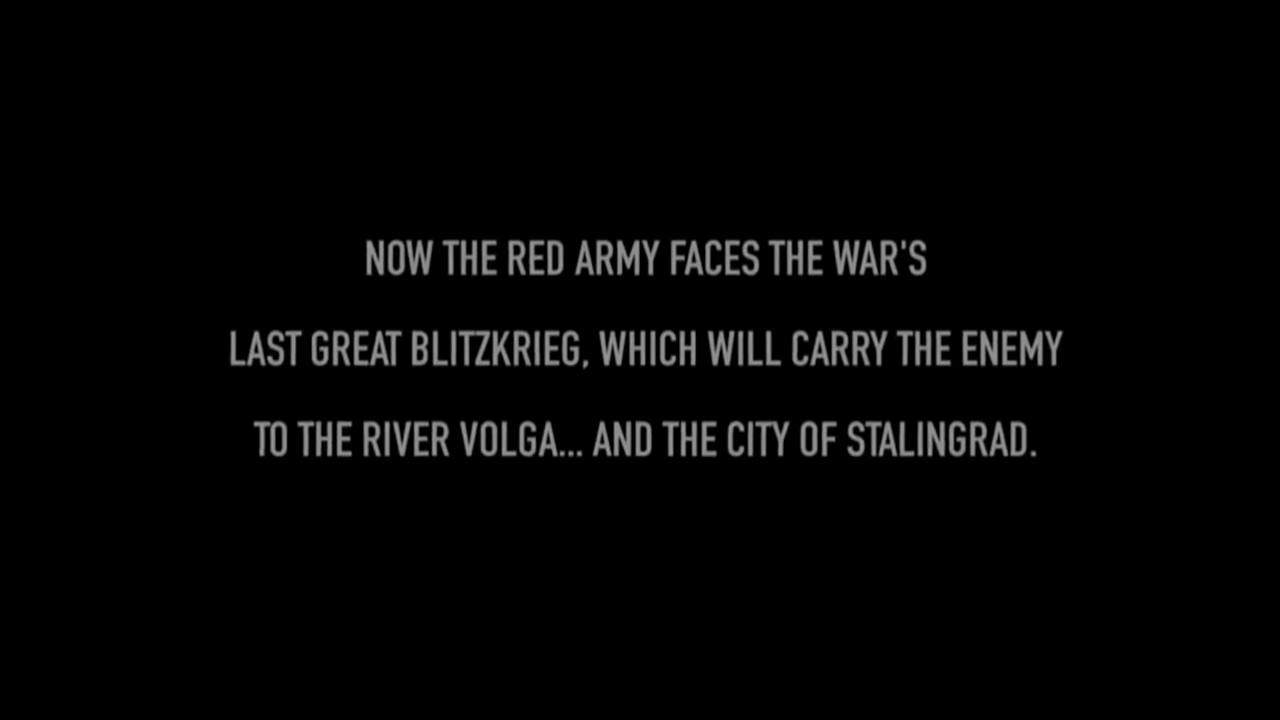 NOW THE RED ARMY FACES THE WAR'S
LAST GREAT BLITZKRIEG, WHICH WILL CARRY THE ENEMY
TO THE RIVER VOLGA... AND THE CITY OF STALINGRAD.